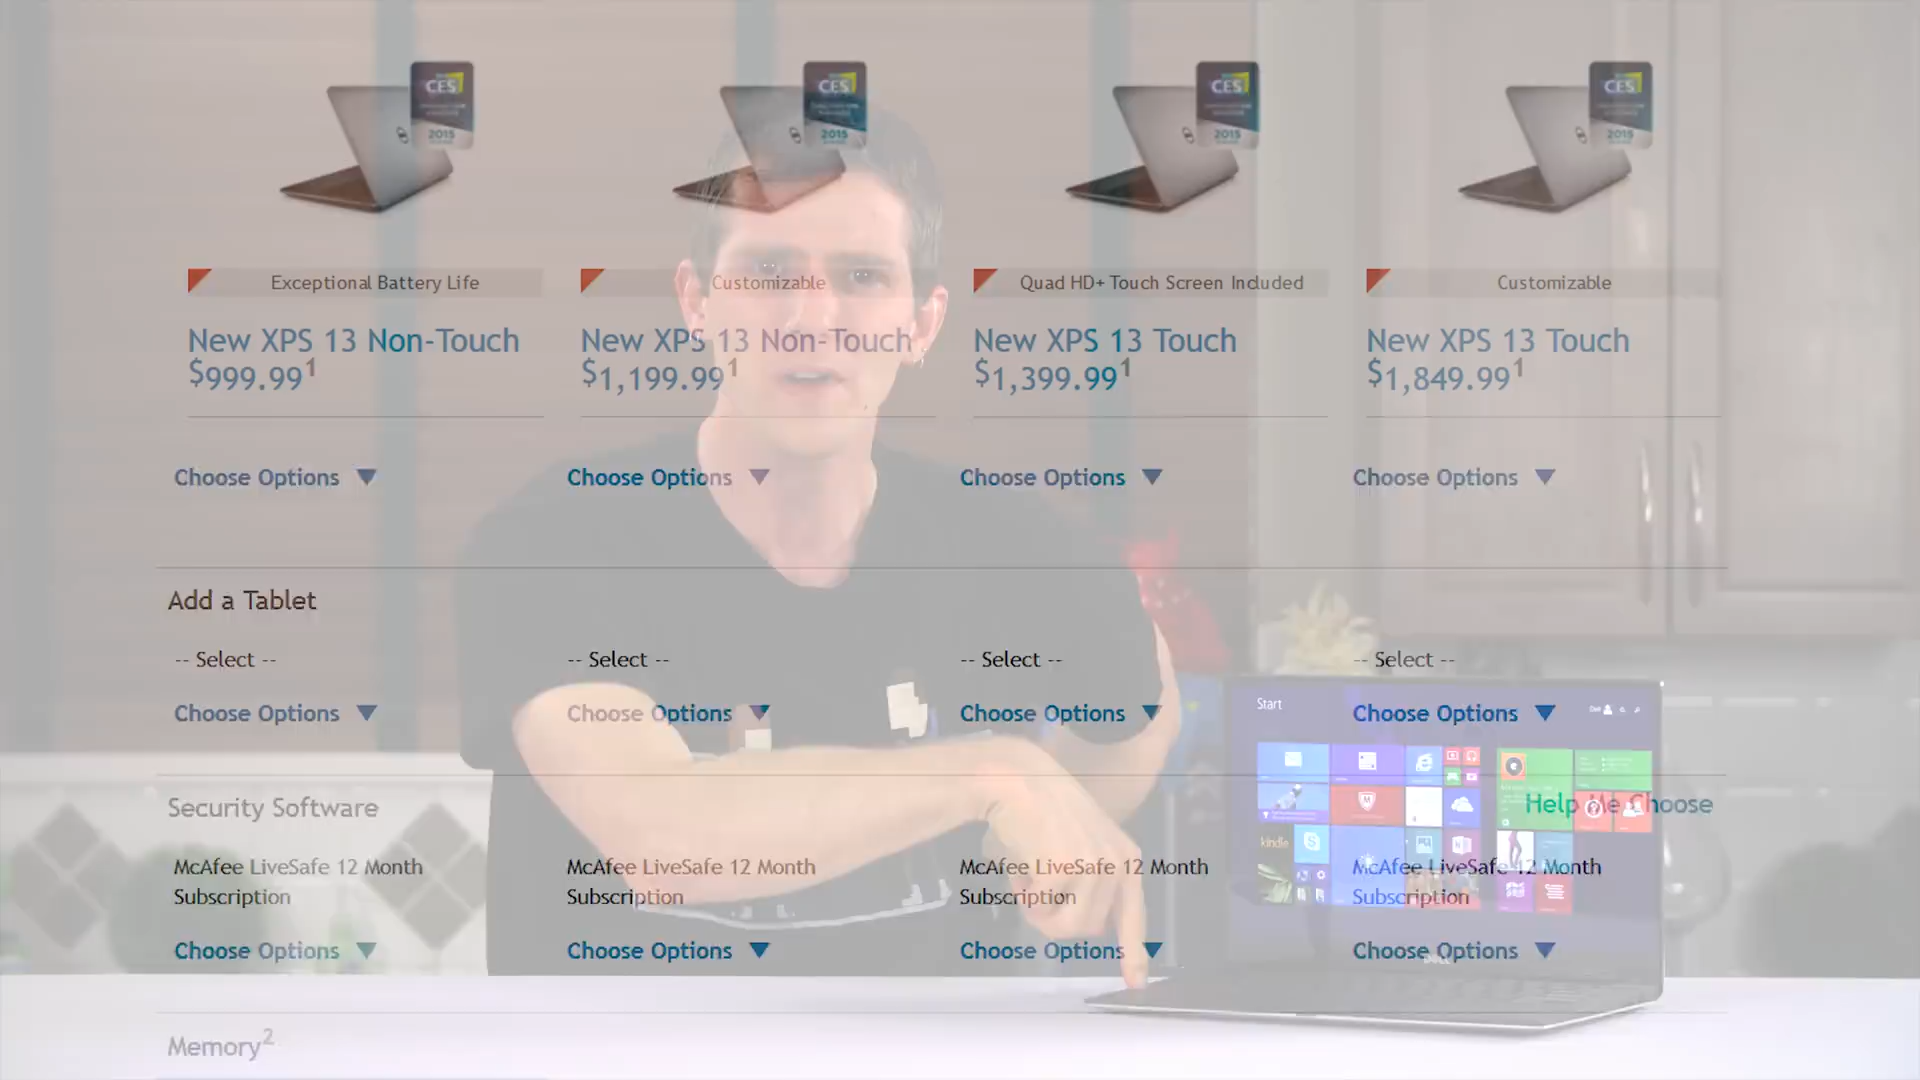 CES CES CES CES
2015 2015 2015 2015
Exceptional Battery Life Customizable Quad HD+ Touch Screen Included Customizable
New XPS 13 Non-Touch New XPS 13 Non-Touch New XPS 13 Touch New XPS 13 Touch
$999.99¹ $1,199.99¹ $1,399.99¹ $1,849.99¹
Choose Options Choose Options Choose Options Choose Options
Add a Tablet
-- Select -- -- Select -- -- Select -- -- Select --
Choose Options Choose Options Choose Options Choose Options
Start
Security Software Help Me Choose
kindle
McAfee LiveSafe 12 Month McAfee LiveSafe 12 Month McAfee LiveSafe 12 Month McAfee LiveSafe 12 Month
Subscription Subscription Subscription Subscription
Choose Options Choose Options Choose Options Choose Options
DELL
Memory²